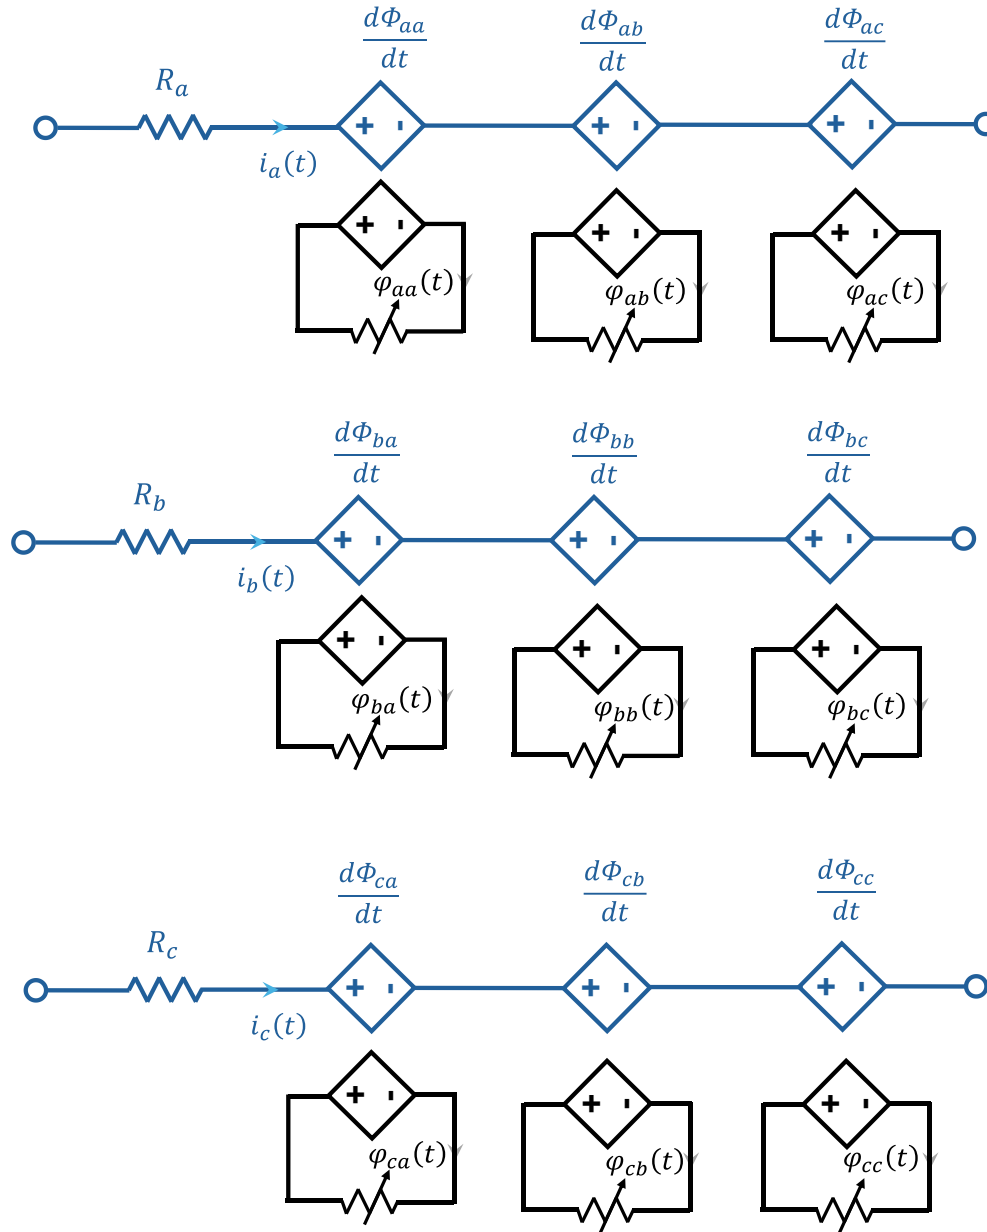 dΦ_aa/dt dΦ_ab/dt dΦ_ac/dt
R_a
+ - + - + -
i_a(t)
+ - + - + -
φ_aa(t) φ_ab(t) φ_ac(t)
dΦ_ba/dt dΦ_bb/dt dΦ_bc/dt
R_b
+ - + - + -
i_b(t)
+ - + - + -
φ_ba(t) φ_bb(t) φ_bc(t)
dΦ_ca/dt dΦ_cb/dt dΦ_cc/dt
R_c
+ - + - + -
i_c(t)
+ - + - + -
φ_ca(t) φ_cb(t) φ_cc(t)